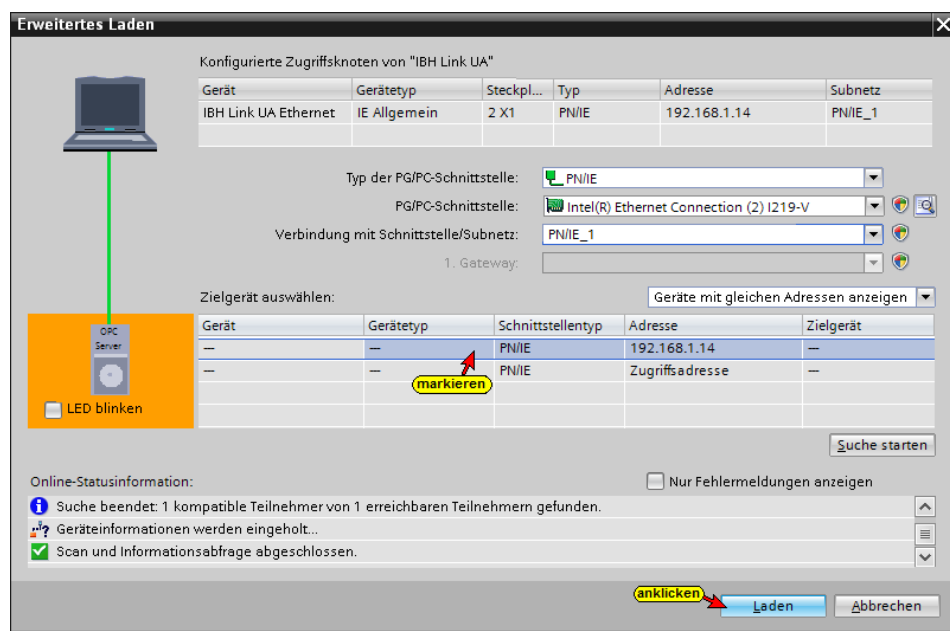 Erweitertes Laden
Konfigurierte Zugriffsknoten von "IBH Link UA"
Gerät Gerätetyp Steckpl... Typ Adresse Subnetz
IBH Link UA Ethernet IE Allgemein 2 X1 PN/IE 192.168.1.14 PN/IE_1
Typ der PG/PC-Schnittstelle: PN/IE
PG/PC-Schnittstelle: Intel(R) Ethernet Connection (2) I219-V
Verbindung mit Schnittstelle/Subnetz: PN/IE_1
1. Gateway:
Zielgerät auswählen: Geräte mit gleichen Adressen anzeigen
OPC
Server
LED blinken
Gerät Gerätetyp Schnittstellentyp Adresse Zielgerät
— — PN/IE 192.168.1.14 —
— — PN/IE Zugriffsadresse —
markieren
Suche starten
Online-Statusinformation: Nur Fehlermeldungen anzeigen
Suche beendet: 1 kompatible Teilnehmer von 1 erreichbaren Teilnehmern gefunden.
Geräteinformationen werden eingeholt...
Scan und Informationsabfrage abgeschlossen.
anklicken
Laden Abbrechen